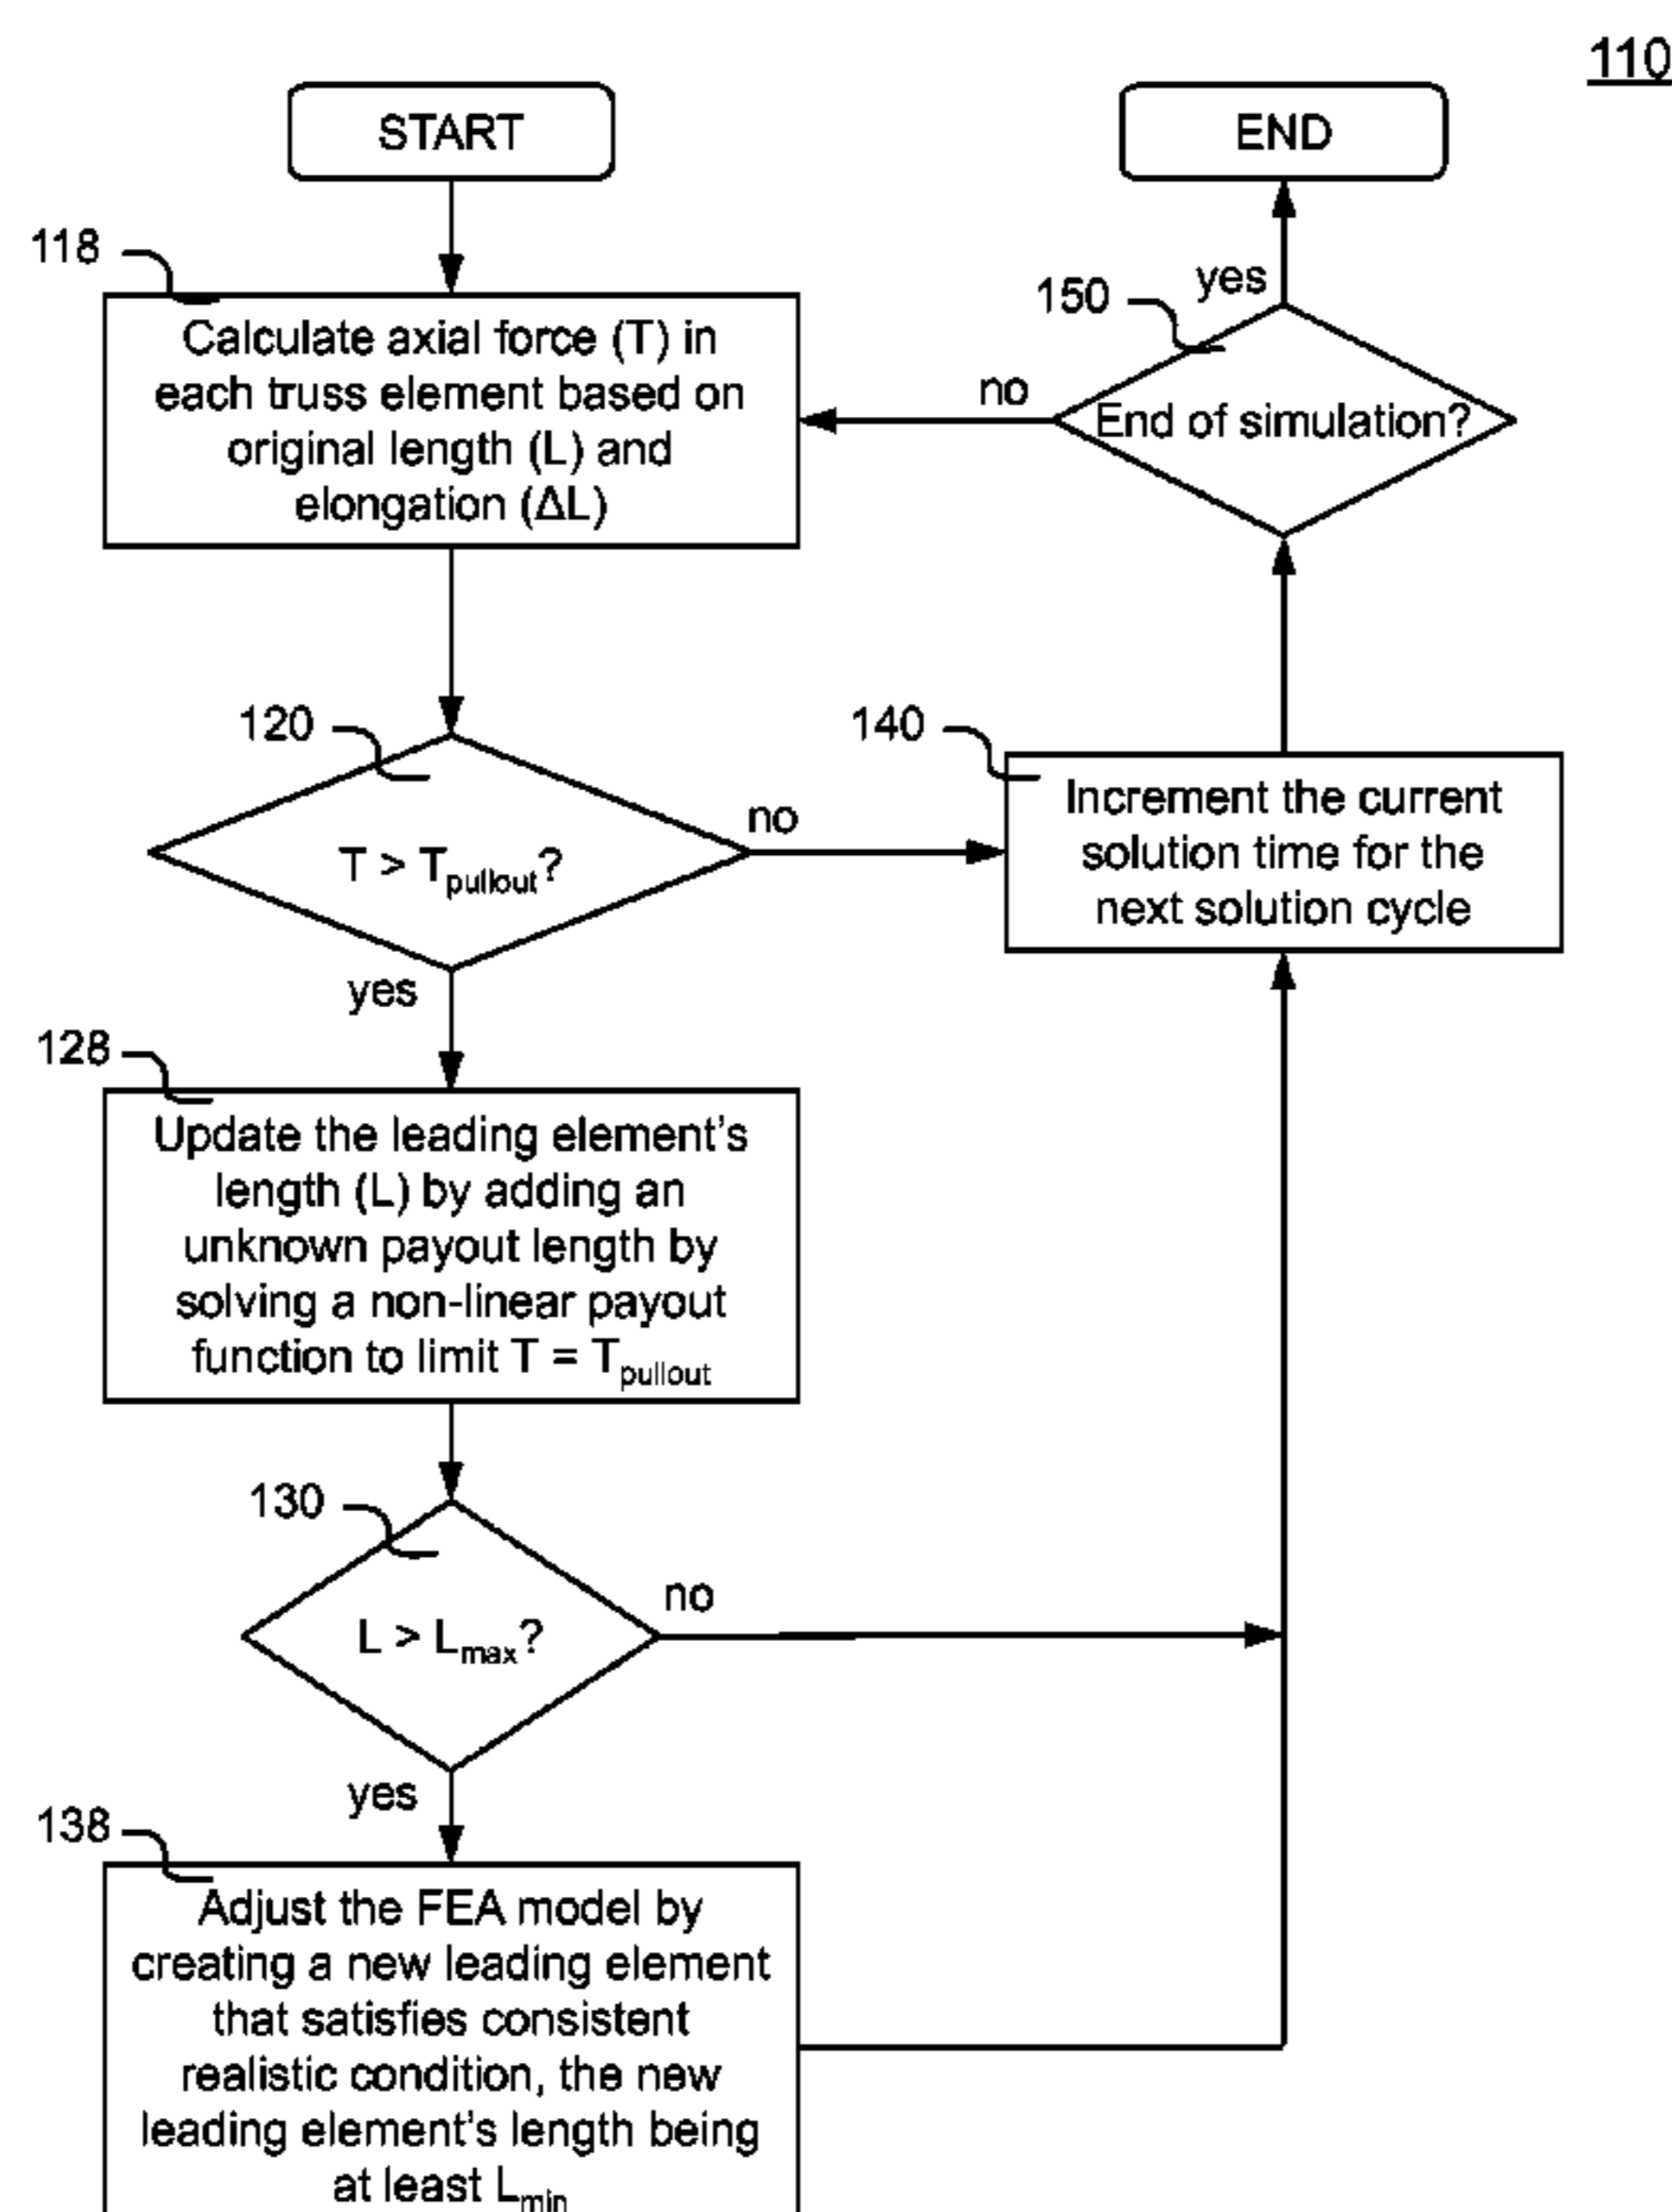 110
START
END
118
Calculate axial force (T) in
each truss element based on
original length (L) and
elongation (ΔL)
150
yes
no
End of simulation?
120
T > Tpullout?
no
140
Increment the current
solution time for the
next solution cycle
yes
128
Update the leading element's
length (L) by adding an
unknown payout length by
solving a non-linear payout
function to limit T = Tpullout
130
L > Lmax?
no
yes
138
Adjust the FEA model by
creating a new leading element
that satisfies consistent
realistic condition, the new
leading element's length being
at least Lmin